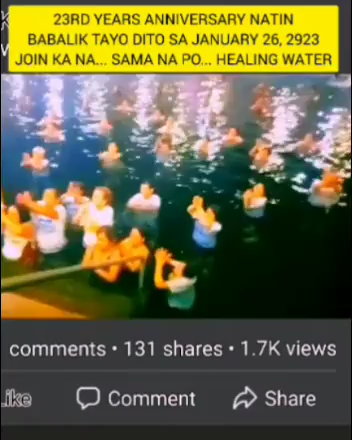 23RD YEARS ANNIVERSARY NATIN
BABALIK TAYO DITO SA JANUARY 26, 2923
JOIN KA NA... SAMA NA PO... HEALING WATER
comments • 131 shares • 1.7K views
Like
Comment
Share